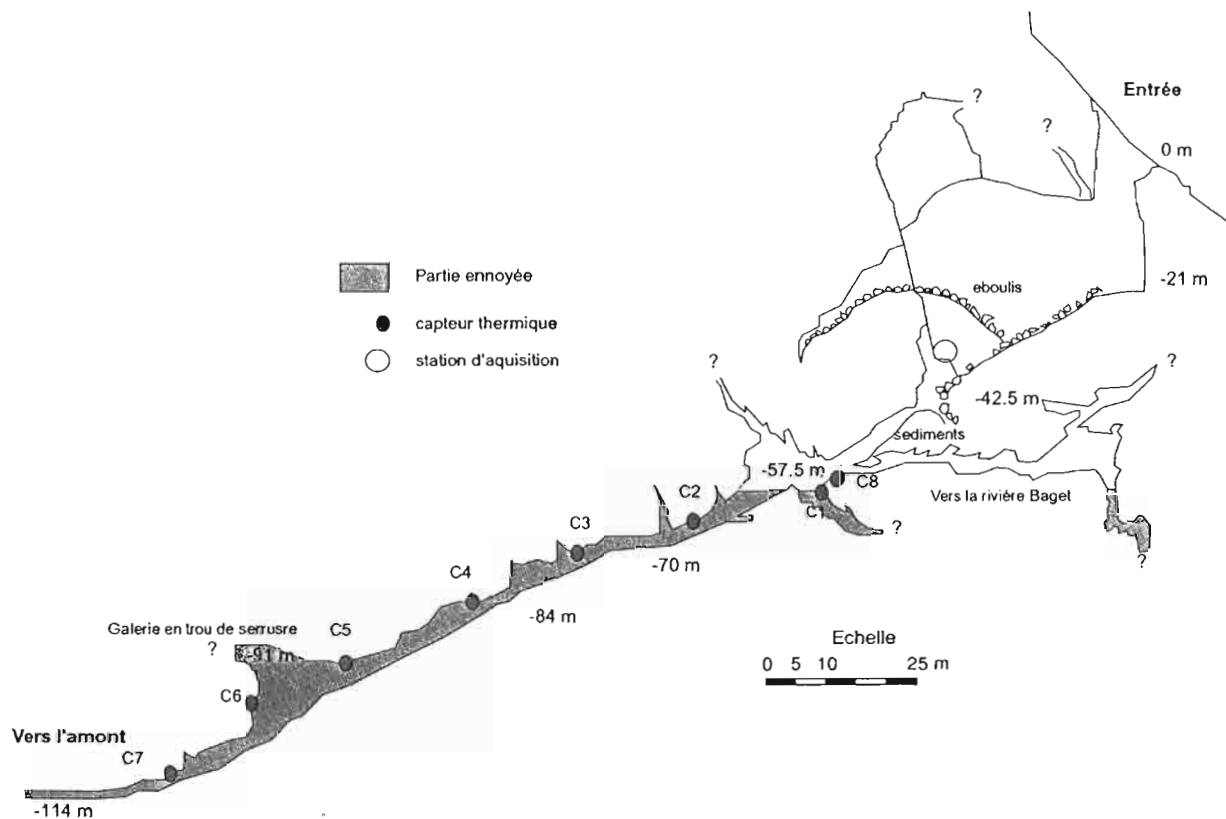 Entrée
?
?
0 m
-21 m
Partie ennoyée
eboulis
capteur thermique
station d'aquisition
?
?
-42.5 m
sediments
-57.5 m
C8
C2
C1
Vers la riviére Baget
C3
?
?
-70 m
C4
-84 m
Galerie en trou de serrusre
C5
Echelle
?
-91 m
0 5 10 25 m
C6
Vers l'amont
C7
-114 m